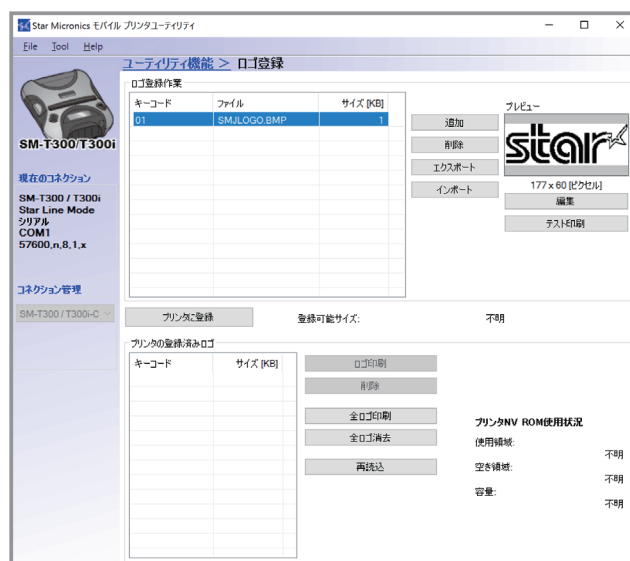 Star Micronics モバイル プリンタユーティリティ
File Tool Help
ユーティリティ機能 > ロゴ登録
SM-T300/T300i
現在のコネクション
SM-T300 / T300i
Star Line Mode
シリアル
COM1
57600,n,8,1,x
コネクション管理
SM-T300 / T300i-C
ロゴ登録作業
キーコード ファイル サイズ [KB]
01 SMJLOGO.BMP 1
追加
削除
エクスポート
インポート
プレビュー
star
177 x 60 [ピクセル]
編集
テスト印刷
プリンタに登録 登録可能サイズ: 不明
プリンタの登録済みロゴ
キーコード サイズ [KB]
ロゴ印刷
削除
全ロゴ印刷
全ロゴ消去
再読込
プリンタNV ROM使用状況
使用領域:
不明
空き領域:
不明
容量:
不明